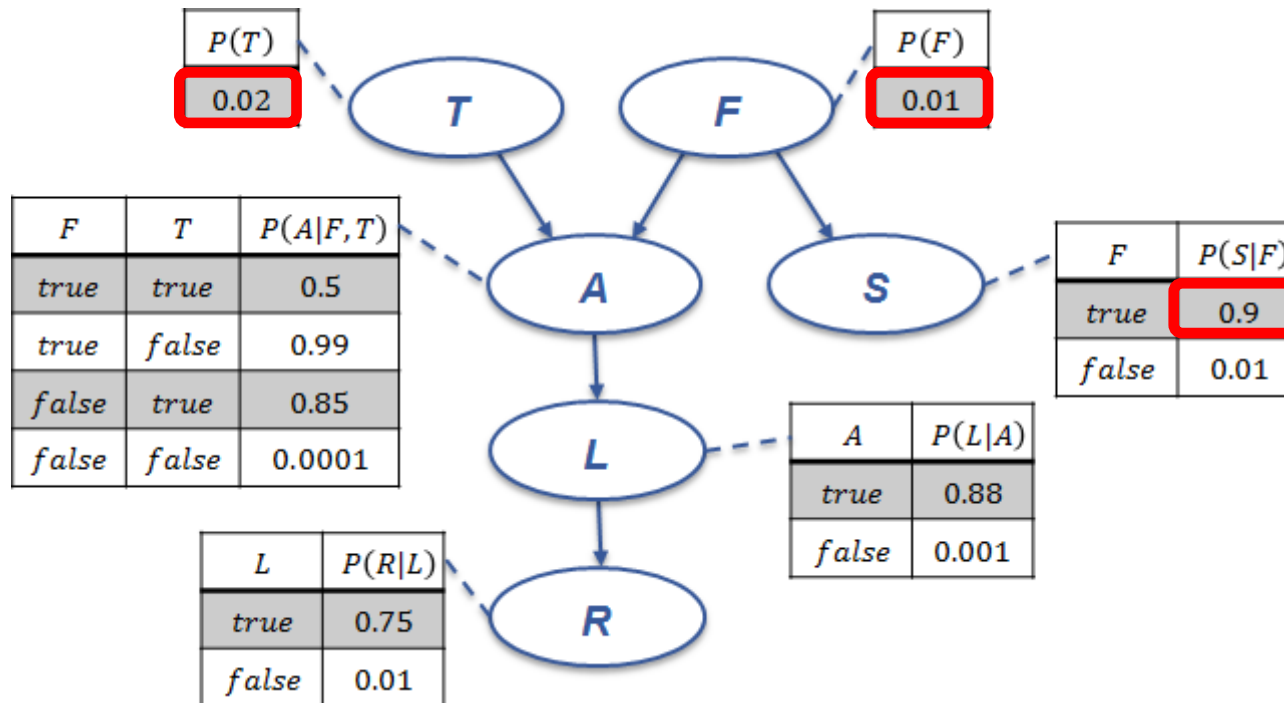 P(T)
0.02
T
F
P(F)
0.01
F T P(A|F,T)
true true 0.5
true false 0.99
false true 0.85
false false 0.0001
A
S
F P(S|F)
true 0.9
false 0.01
L
A P(L|A)
true 0.88
false 0.001
L P(R|L)
true 0.75
false 0.01
R